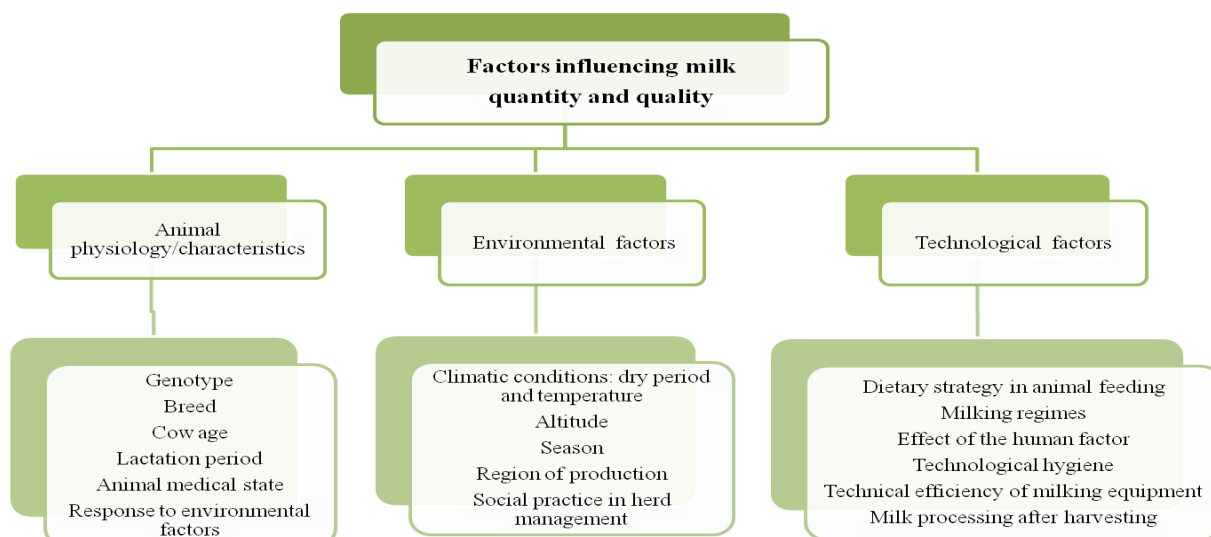 Factors influencing milk
quantity and quality
Animal
physiology/characteristics
Environmental factors
Technological factors
Genotype
Breed
Cow age
Lactation period
Animal medical state
Response to environmental
factors
Climatic conditions: dry period
and temperature
Altitude
Season
Region of production
Social practice in herd
management
Dietary strategy in animal feeding
Milking regimes
Effect of the human factor
Technological hygiene
Technical efficiency of milking equipment
Milk processing after harvesting